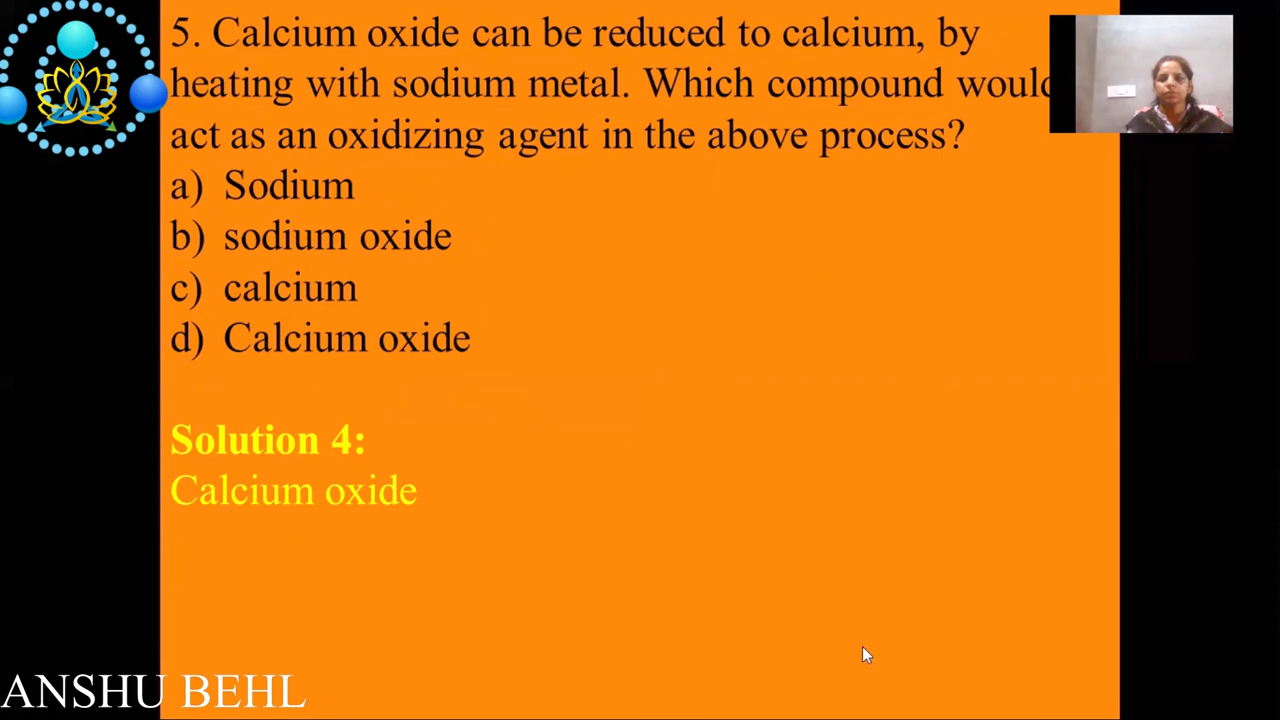 5. Calcium oxide can be reduced to calcium, by
heating with sodium metal. Which compound would
act as an oxidizing agent in the above process?
a) Sodium
b) sodium oxide
c) calcium
d) Calcium oxide
Solution 4:
Calcium oxide
ANSHU BEHL